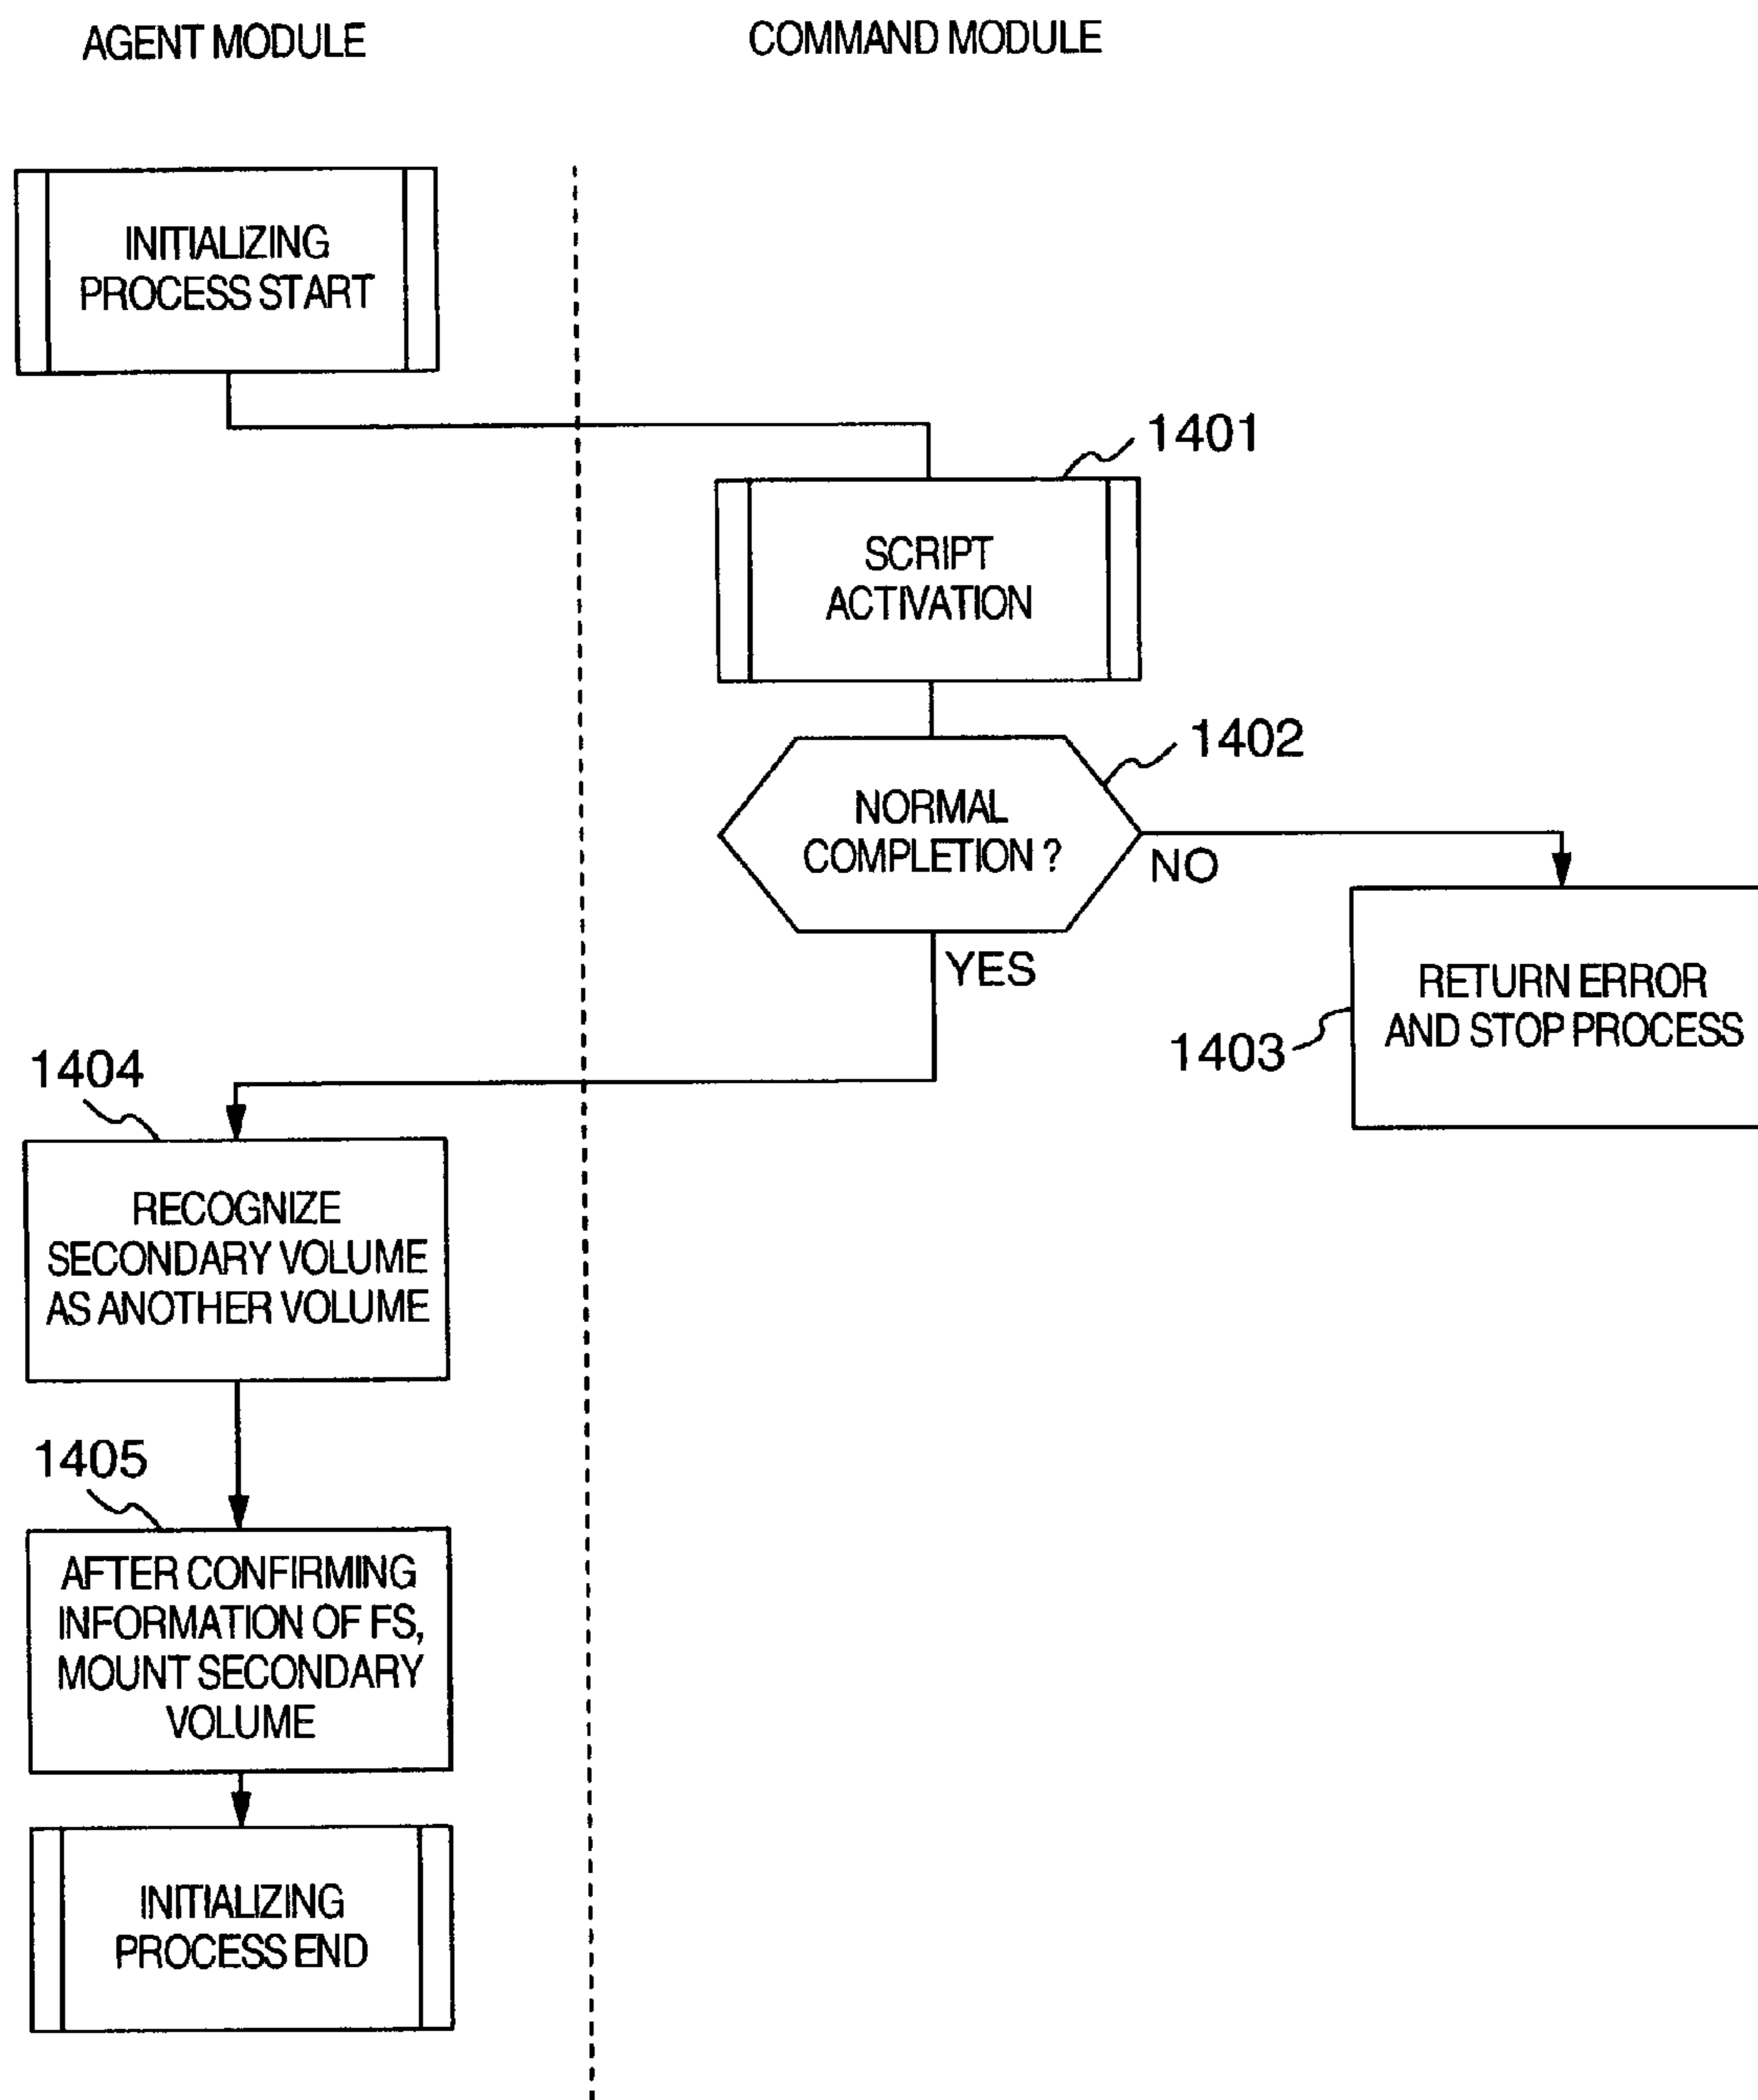 AGENT MODULE
COMMAND MODULE
INITIALIZING
PROCESS START
1401
SCRIPT
ACTIVATION
1402
NORMAL
COMPLETION ?
NO
YES
RETURN ERROR
AND STOP PROCESS
1403
1404
RECOGNIZE
SECONDARY VOLUME
AS ANOTHER VOLUME
1405
AFTER CONFIRMING
INFORMATION OF FS,
MOUNT SECONDARY
VOLUME
INITIALIZING
PROCESS END